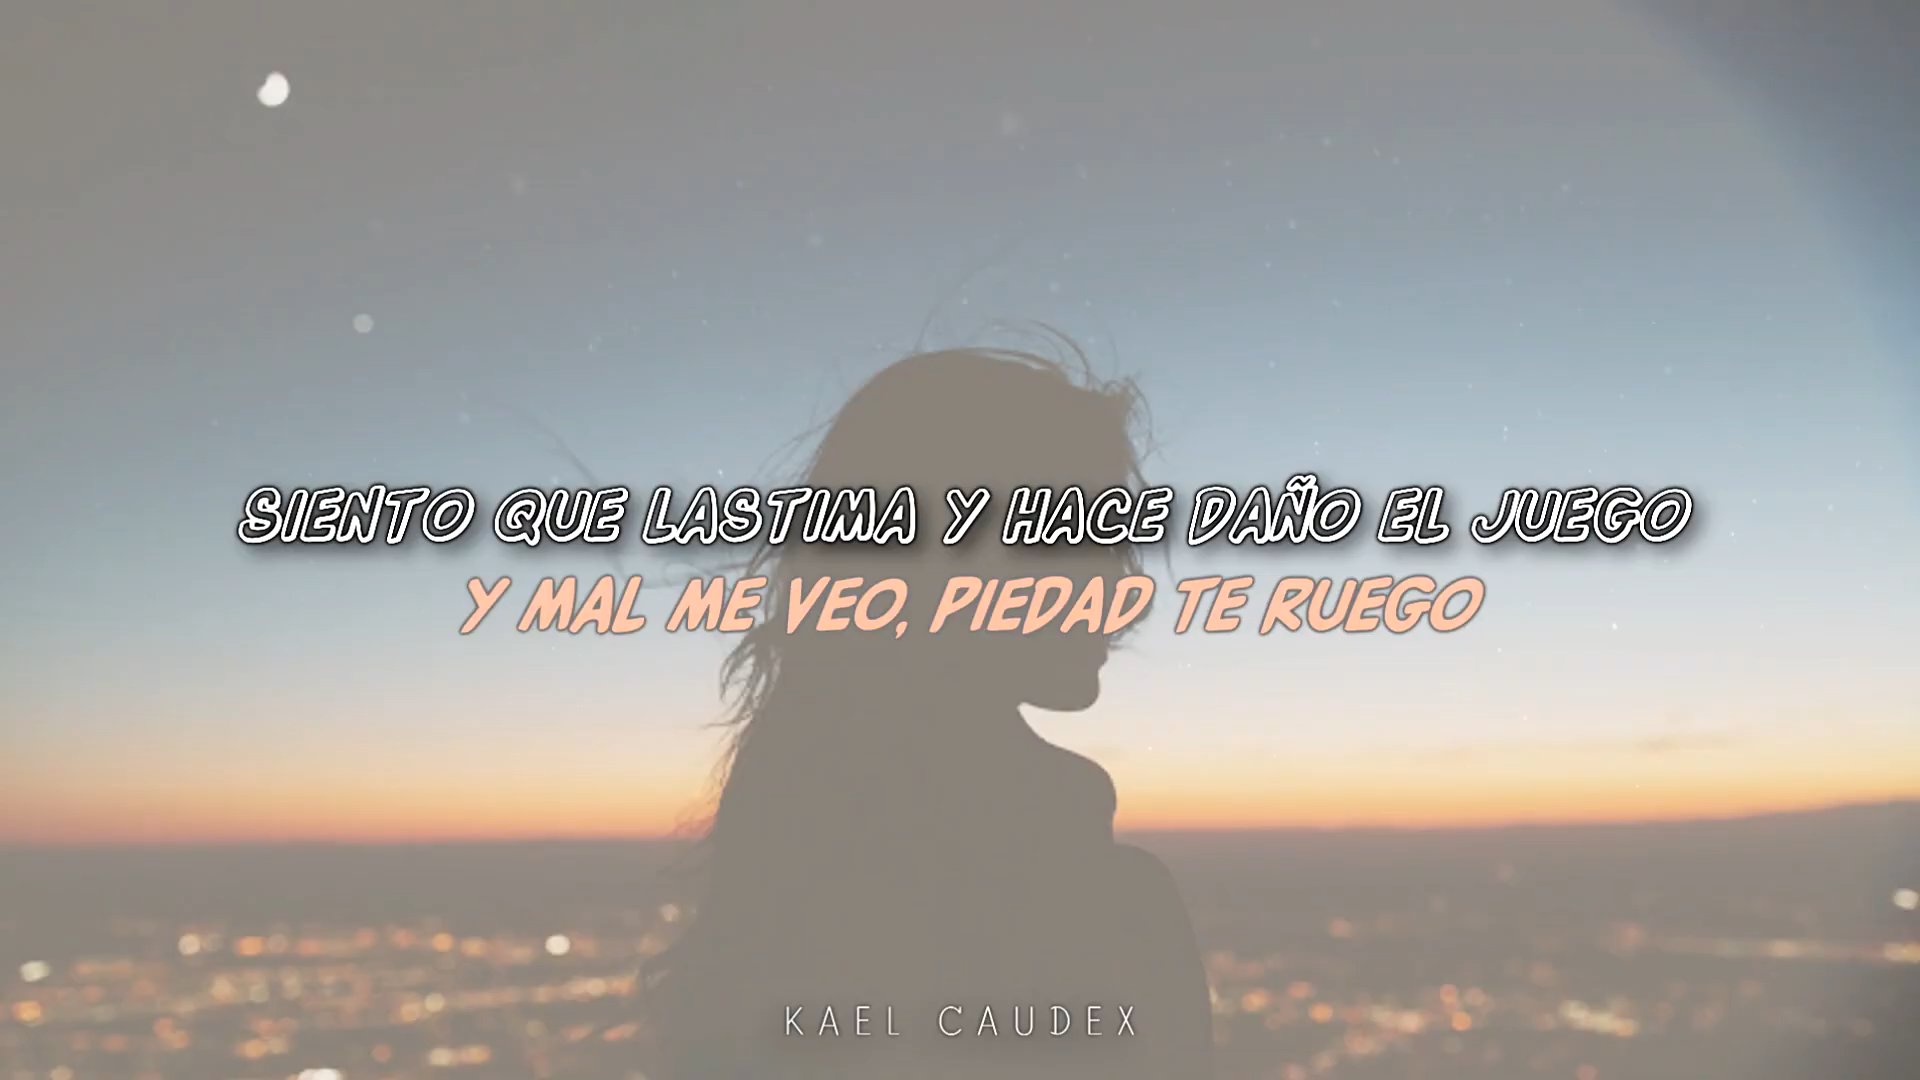 SIENTO QUE LASTIMA Y HACE DAÑO EL JUEGO
Y MAL ME VEO, PIEDAD TE RUEGO
KAEL CAUDEX